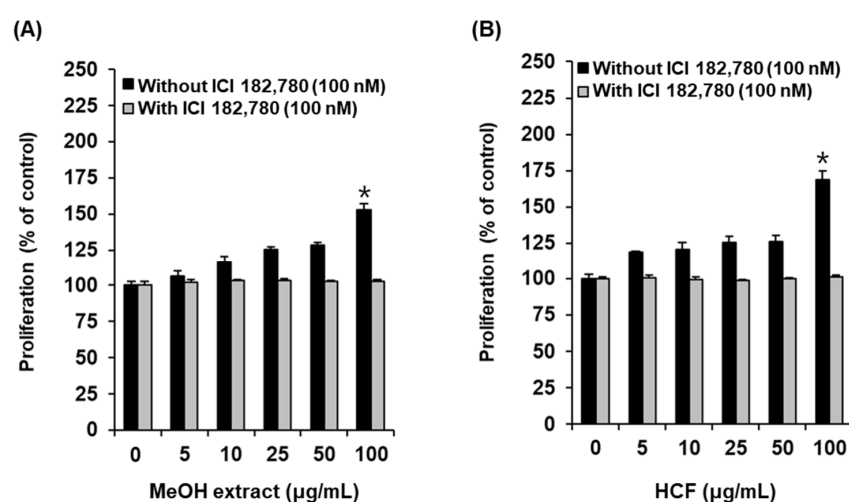 (A)
Proliferation (% of control)
250
225
200
175
150
125
100
75
50
25
0
Without ICI 182,780 (100 nM)
With ICI 182,780 (100 nM)
*
0 5 10 25 50 100
MeOH extract (µg/mL)
(B)
Proliferation (% of control)
250
225
200
175
150
125
100
75
50
25
0
Without ICI 182,780 (100 nM)
With ICI 182,780 (100 nM)
*
0 5 10 25 50 100
HCF (µg/mL)